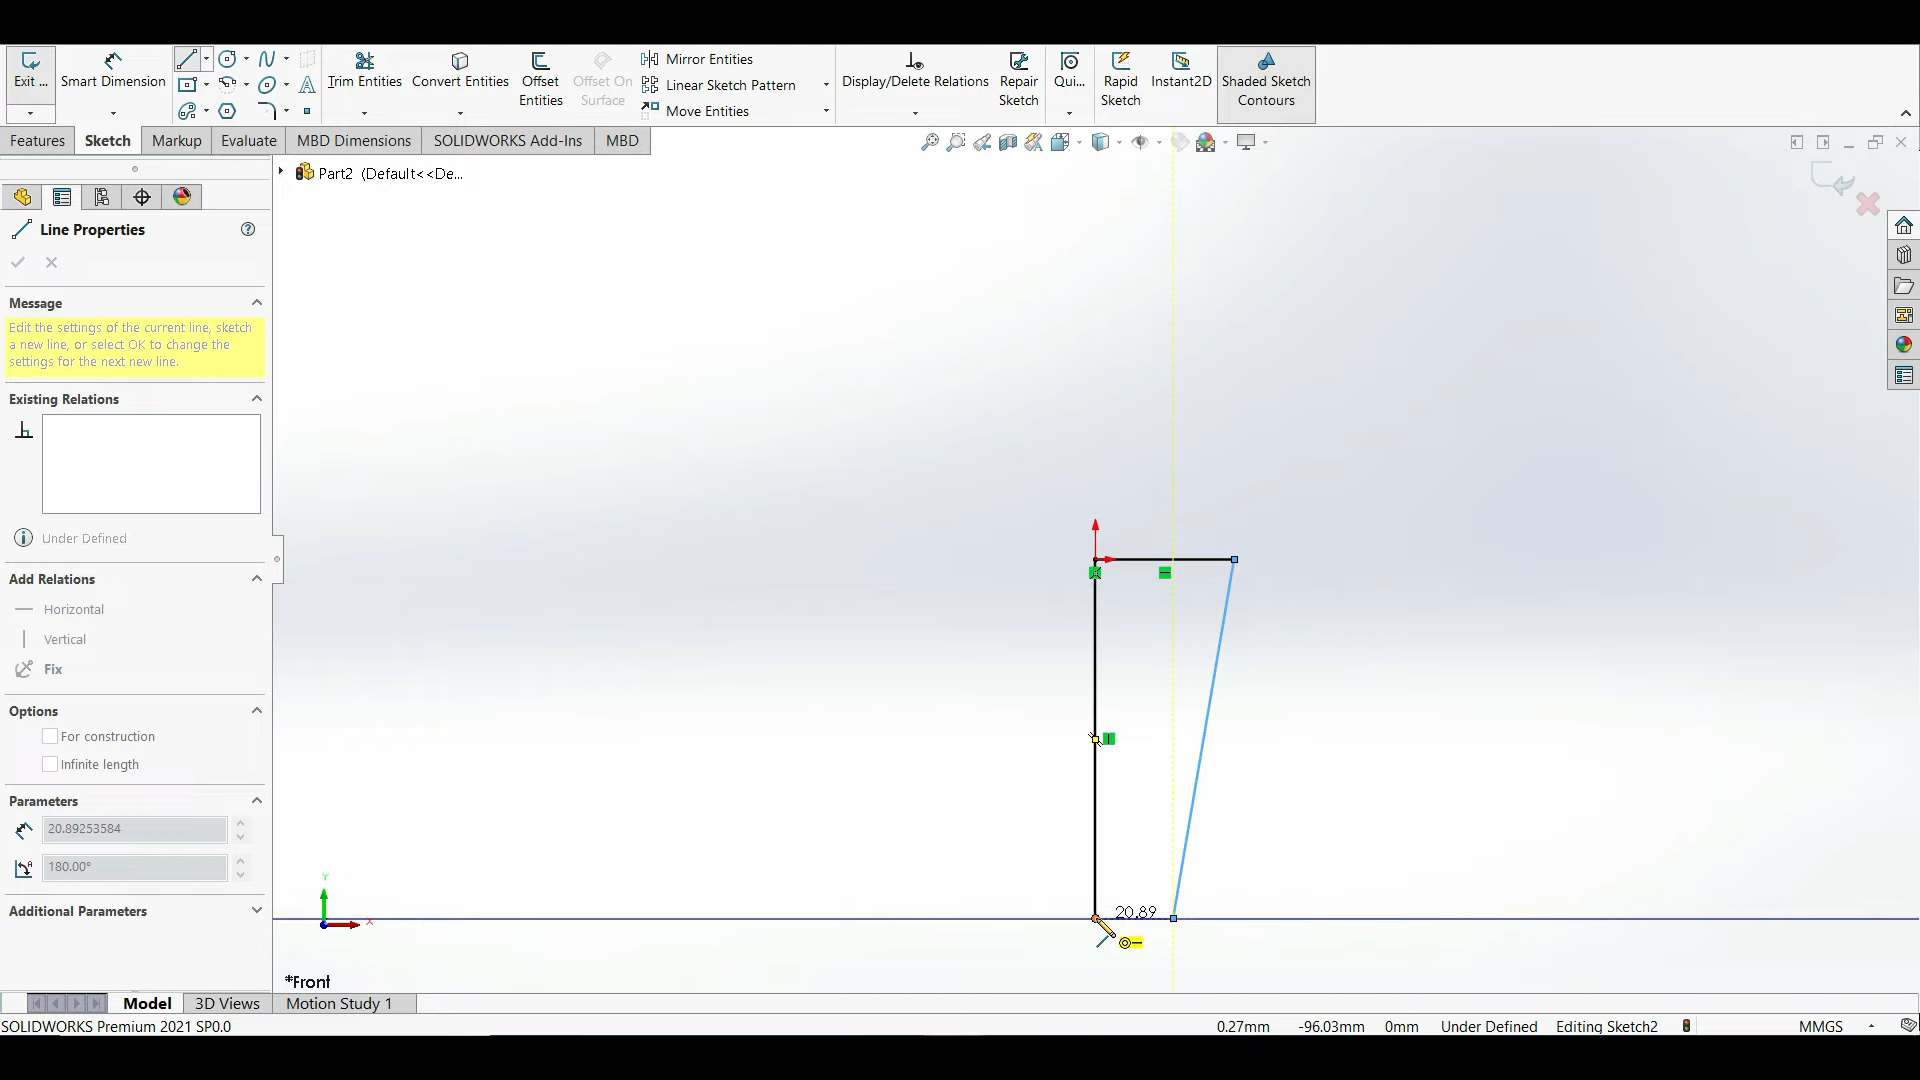 Exit ...
Smart Dimension
Trim Entities
Convert Entities
Offset Entities
Offset On Surface
Mirror Entities
Linear Sketch Pattern
Move Entities
Display/Delete Relations
Repair Sketch
Qui...
Rapid Sketch
Instant2D
Shaded Sketch Contours
Features
Sketch
Markup
Evaluate
MBD Dimensions
SOLIDWORKS Add-Ins
MBD
Part2 (Default<<De...
Line Properties
Message
Edit the settings of the current line, sketch
a new line, or select OK to change the
settings for the next new line.
Existing Relations
Under Defined
Add Relations
Horizontal
Vertical
Fix
Options
For construction
Infinite length
Parameters
20.89253584
180.00°
Additional Parameters
Y
X
20.89
*Front
Model
3D Views
Motion Study 1
SOLIDWORKS Premium 2021 SP0.0
0.27mm
-96.03mm
0mm
Under Defined
Editing Sketch2
MMGS